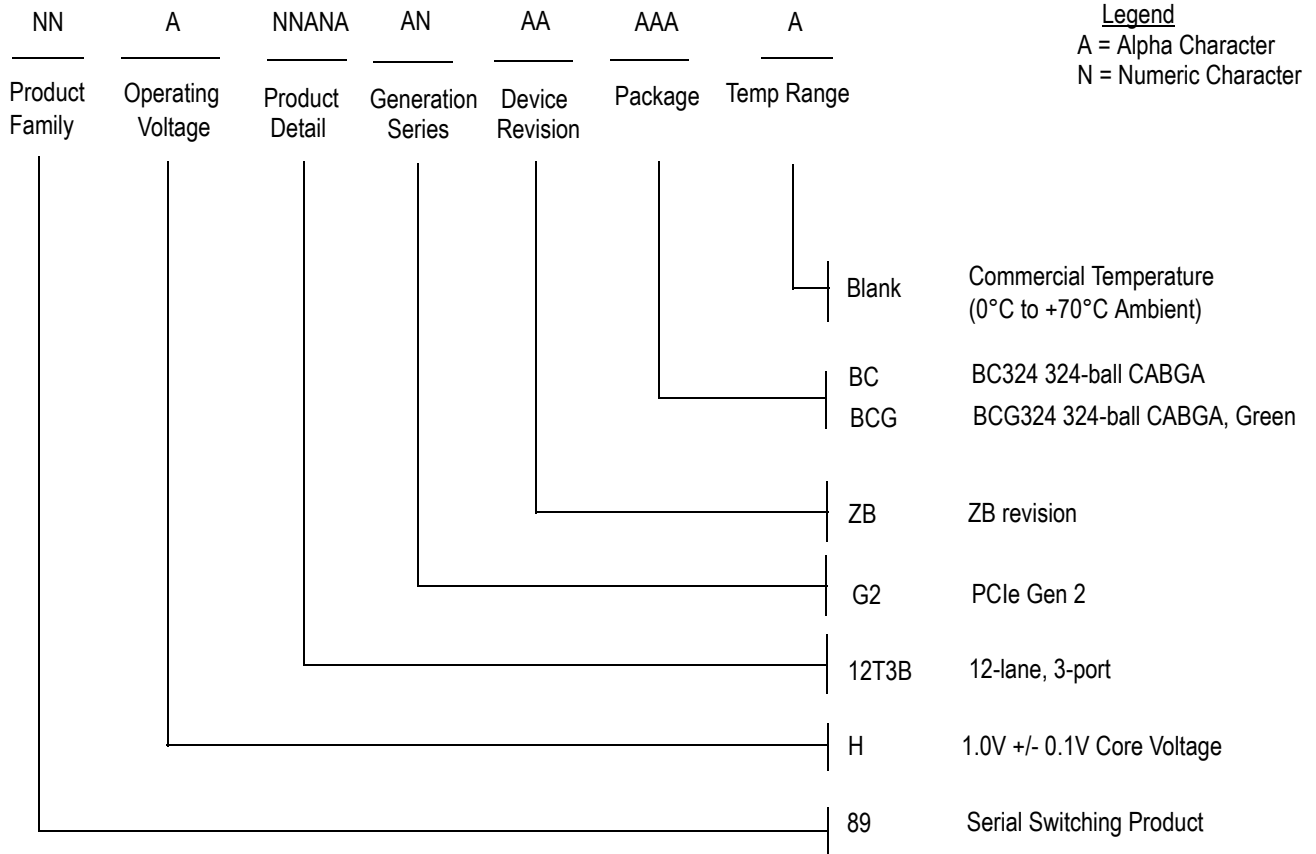 NN A NNANA AN AA AAA A
Legend
A = Alpha Character
N = Numeric Character
Product Family
Operating Voltage
Product Detail
Generation Series
Device Revision
Package
Temp Range
Blank Commercial Temperature
(0°C to +70°C Ambient)
BC BC324 324-ball CABGA
BCG BCG324 324-ball CABGA, Green
ZB ZB revision
G2 PCIe Gen 2
12T3B 12-lane, 3-port
H 1.0V +/- 0.1V Core Voltage
89 Serial Switching Product